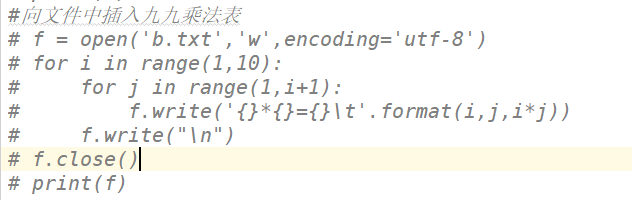 #向文件中插入九九乘法表
# f = open('b.txt','w',encoding='utf-8')
# for i in range(1,10):
#     for j in range(1,i+1):
#         f.write('{}*{}={}\t'.format(i,j,i*j))
#     f.write("\n")
# f.close()
# print(f)